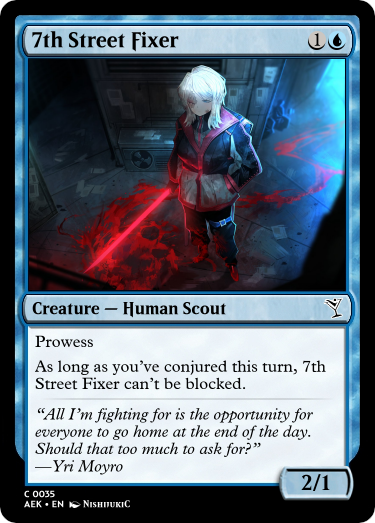 7th Street Fixer 1
Creature — Human Scout
Prowess
As long as you’ve conjured this turn, 7th
Street Fixer can’t be blocked.
“All I’m fighting for is the opportunity for
everyone to go home at the end of the day.
Should that too much to ask for?”
—Yri Moyro
2/1
C 0035
AEK • EN NishijukiC